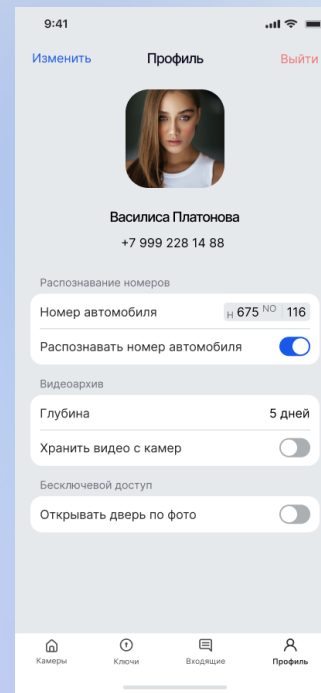 9:41
Изменить Профиль Выйти
Василиса Платонова
+7 999 228 14 88
Распознавание номеров
Номер автомобиля H 675 NO 116
Распознавать номер автомобиля
Видеоархив
Глубина 5 дней
Хранить видео с камер
Бесключевой доступ
Открывать дверь по фото
Камеры Ключи Входящие Профиль